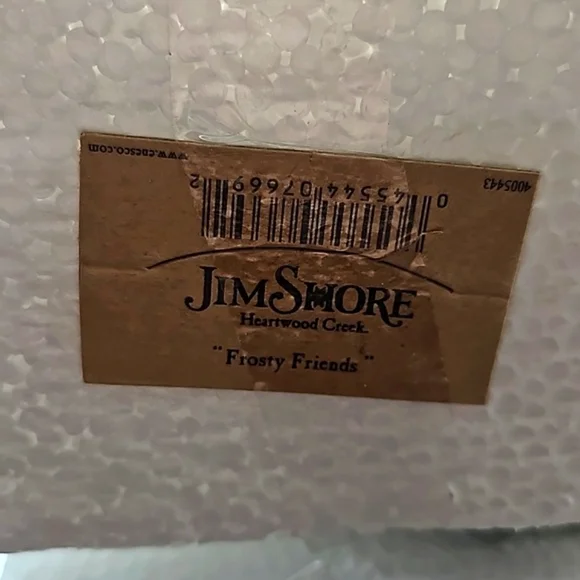 www.enesco.com
4005443
0 45544 07669 2
JIM SHORE
Heartwood Creek
"Frosty Friends"